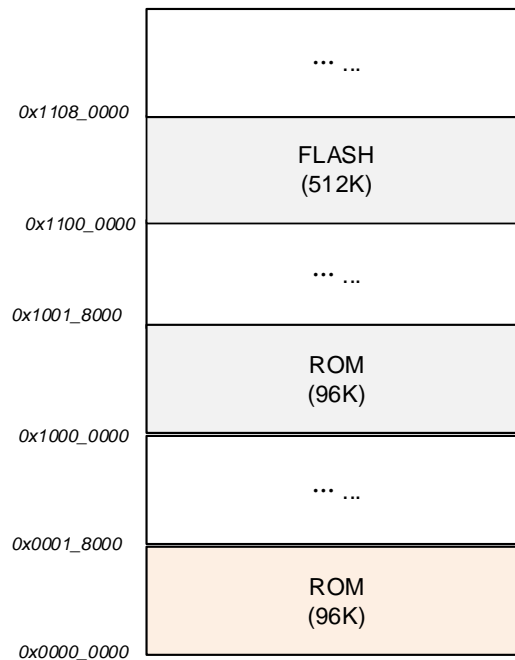 ... ...
0x1108_0000
FLASH
(512K)
0x1100_0000
... ...
0x1001_8000
ROM
(96K)
0x1000_0000
... ...
0x0001_8000
ROM
(96K)
0x0000_0000